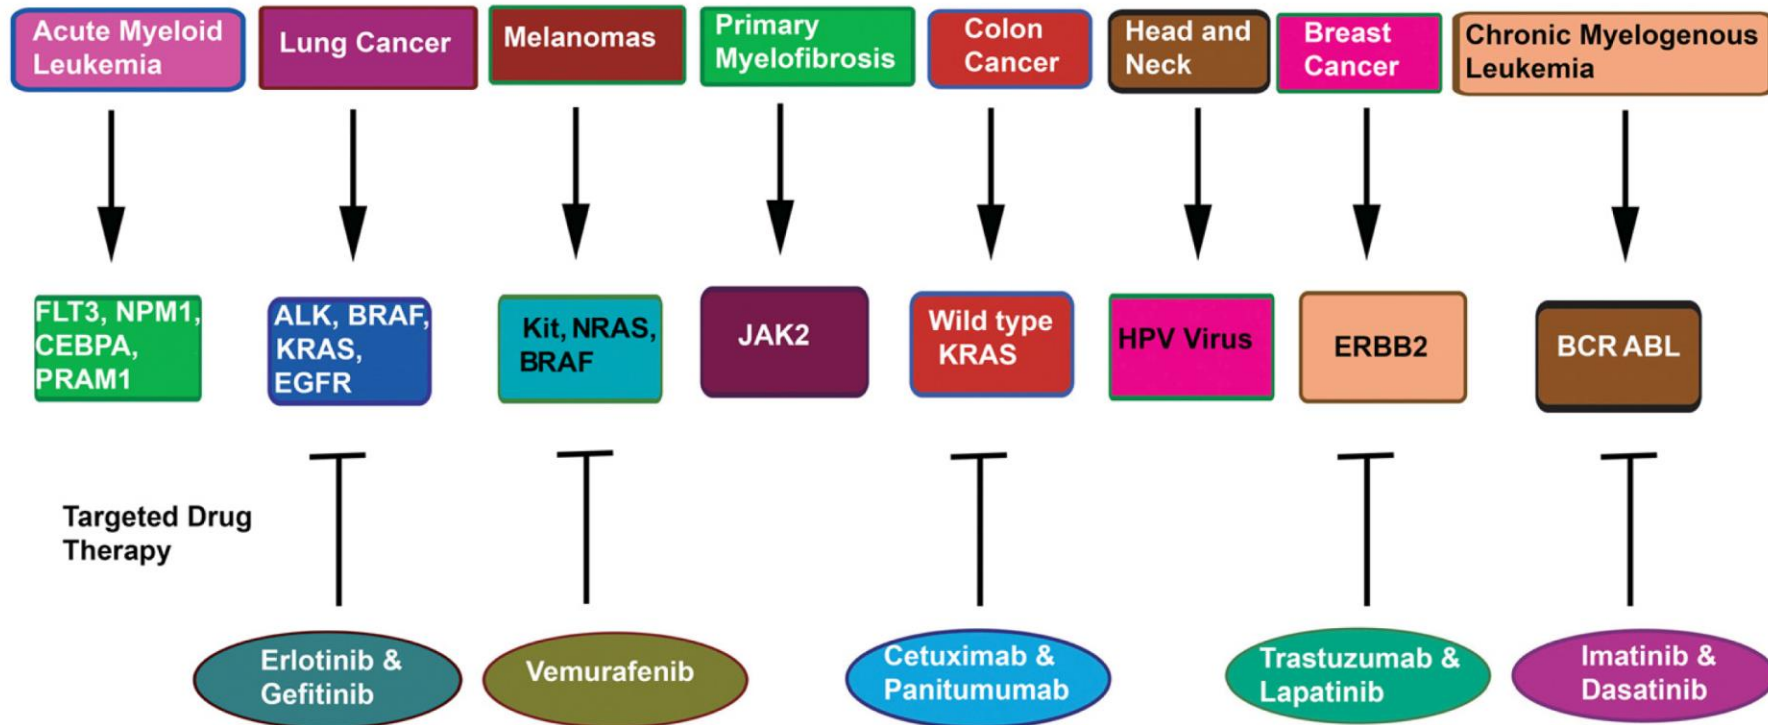 Acute Myeloid
Leukemia
Lung Cancer
Melanomas
Primary
Myelofibrosis
Colon
Cancer
Head and
Neck
Breast
Cancer
Chronic Myelogenous
Leukemia
FLT3, NPM1,
CEBPA,
PRAM1
ALK, BRAF,
KRAS,
EGFR
Kit, NRAS,
BRAF
JAK2
Wild type
KRAS
HPV Virus
ERBB2
BCR ABL
Targeted Drug
Therapy
Erlotinib &
Gefitinib
Vemurafenib
Cetuximab &
Panitumumab
Trastuzumab &
Lapatinib
Imatinib &
Dasatinib